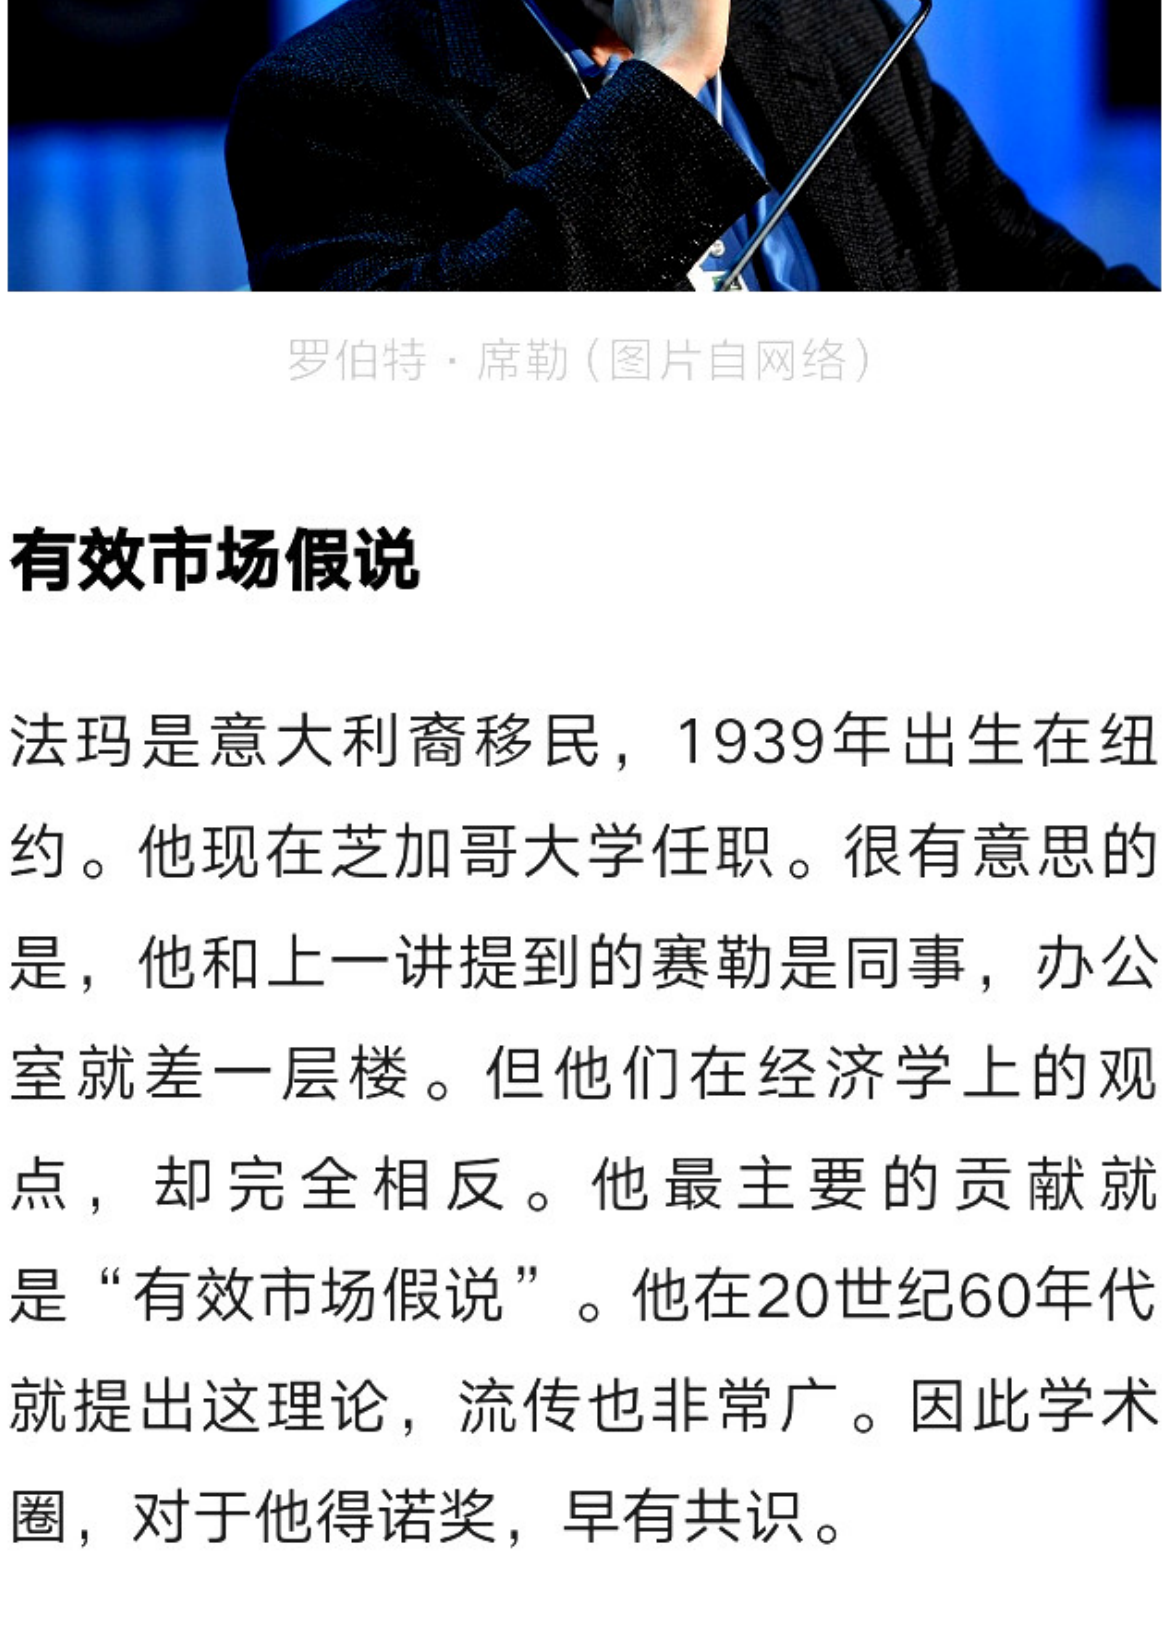 罗伯特·席勒（图片自网络）
有效市场假说
法玛是意大利裔移民，1939年出生在纽
约。他现在芝加哥大学任职。很有意思的
是，他和上一讲提到的赛勒是同事，办公
室就差一层楼。但他们在经济学上的观
点，却完全相反。他最主要的贡献就
是“有效市场假说”。他在20世纪60年代
就提出这理论，流传也非常广。因此学术
圈，对于他得诺奖，早有共识。